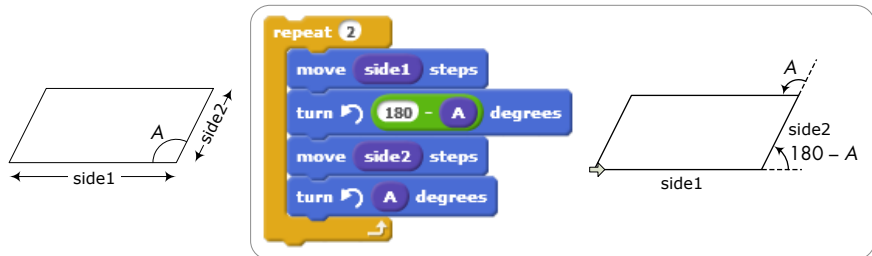 A
side2
side1
repeat 2
move side1 steps
turn 180 - A degrees
move side2 steps
turn A degrees
A
side2
180 – A
side1